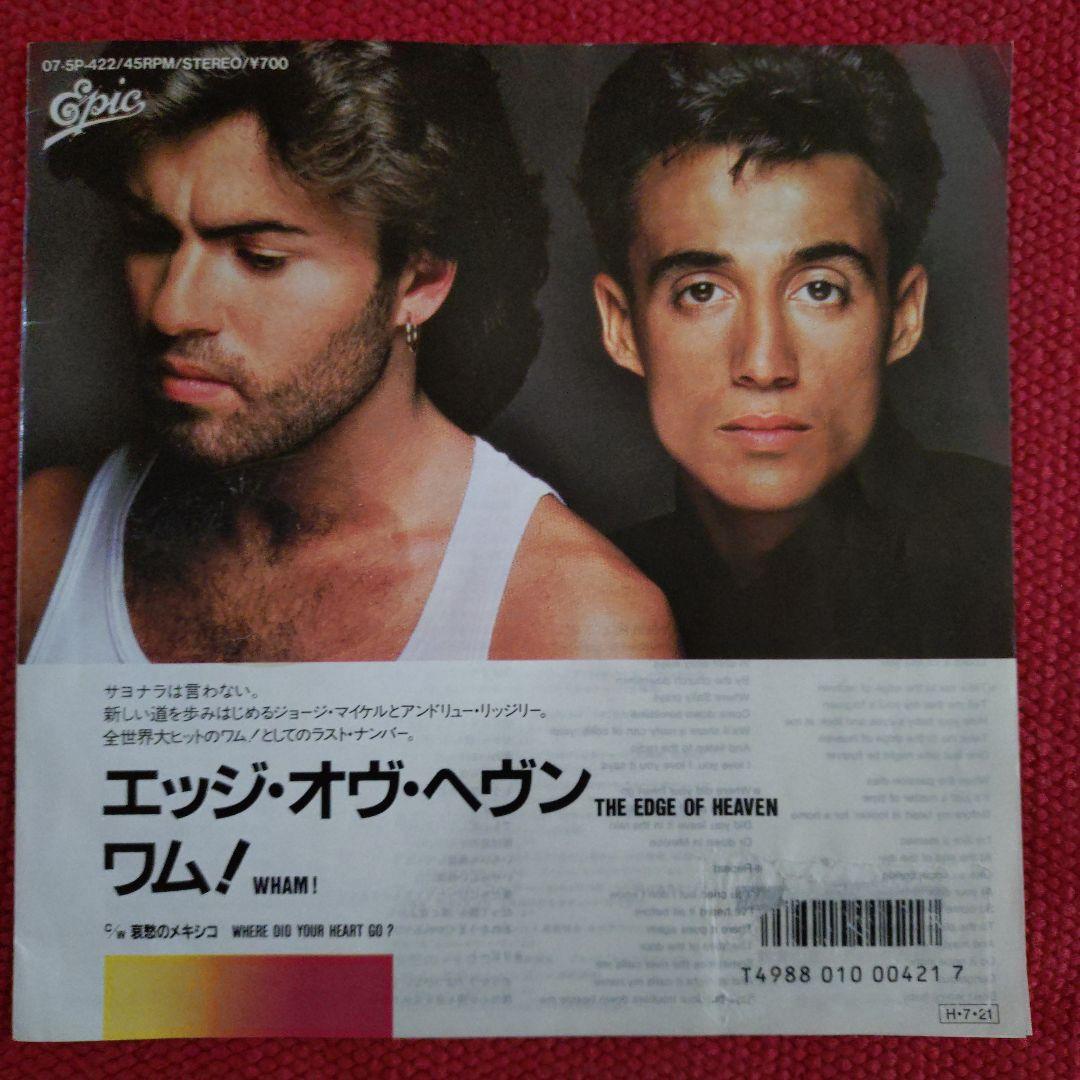 07·5P-422/45RPM/STEREO/¥700
Epic
サヨナラは言わない。
新しい道を歩みはじめるジョージ・マイケルとアンドリュー・リッジリー。
全世界大ヒットのワム!としてのラスト・ナンバー。
エッジ・オヴ・ヘヴン THE EDGE OF HEAVEN
ワム! WHAM!
C/W 哀愁のメキシコ WHERE DID YOUR HEART GO?
T4988 010 00421 7
H・7・21